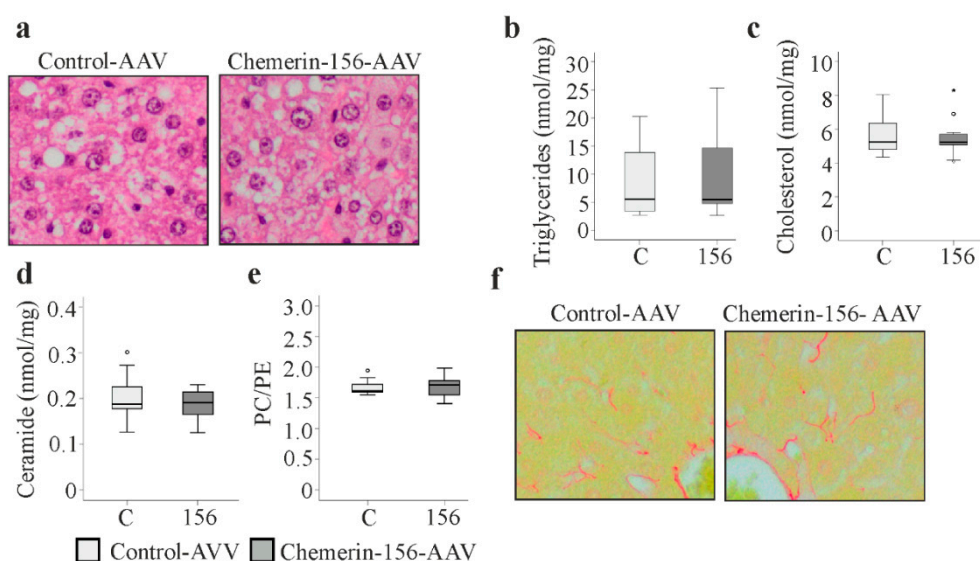 a
Control-AAV
Chemerin-156-AAV
b
Triglycerides (nmol/mg)
30
25
20
15
10
5
0
C
156
c
Cholesterol (nmol/mg)
10
8
6
4
2
0
C
156
d
Ceramide (nmol/mg)
0.4
0.3
0.2
0.1
0
C
156
e
PC/PE
3.0
2.5
2.0
1.5
1.0
0.5
0
C
156
f
Control-AAV
Chemerin-156- AAV
Control-AVV
Chemerin-156-AAV